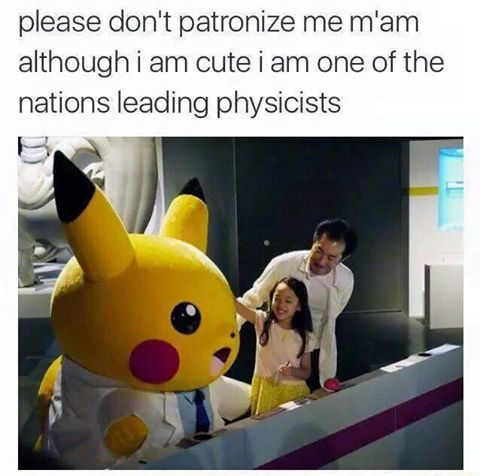 please don't patronize me m'am
although i am cute i am one of the
nations leading physicists